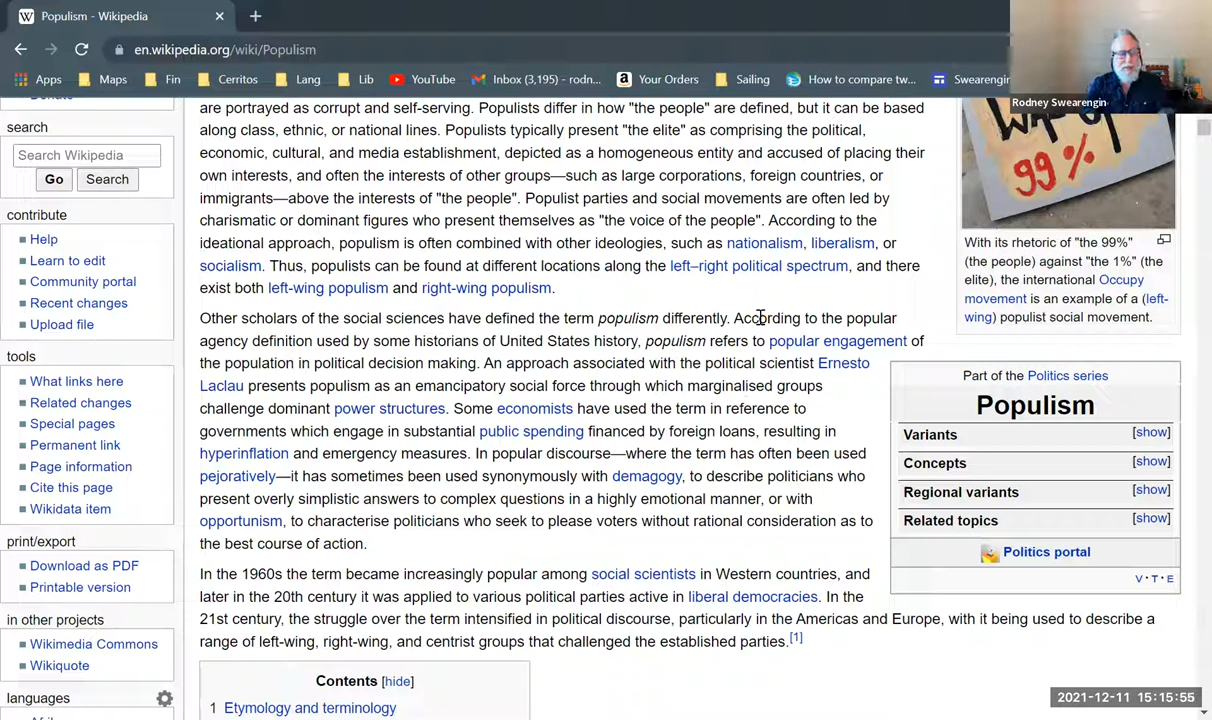 Populism - Wikipedia
en.wikipedia.org/wiki/Populism
Apps Maps Fin Cerritos Lang Lib YouTube Inbox (3,195) - rodn... Your Orders Sailing How to compare tw... Swearengin
Rodney Swearengin
search
Search Wikipedia
Go Search
contribute
Help
Learn to edit
Community portal
Recent changes
Upload file
tools
What links here
Related changes
Special pages
Permanent link
Page information
Cite this page
Wikidata item
print/export
Download as PDF
Printable version
in other projects
Wikimedia Commons
Wikiquote
languages
are portrayed as corrupt and self-serving. Populists differ in how "the people" are defined, but it can be based
along class, ethnic, or national lines. Populists typically present "the elite" as comprising the political,
economic, cultural, and media establishment, depicted as a homogeneous entity and accused of placing their
own interests, and often the interests of other groups—such as large corporations, foreign countries, or
immigrants—above the interests of "the people". Populist parties and social movements are often led by
charismatic or dominant figures who present themselves as "the voice of the people". According to the
ideational approach, populism is often combined with other ideologies, such as nationalism, liberalism, or
socialism. Thus, populists can be found at different locations along the left–right political spectrum, and there
exist both left-wing populism and right-wing populism.
Other scholars of the social sciences have defined the term populism differently. According to the popular
agency definition used by some historians of United States history, populism refers to popular engagement of
the population in political decision making. An approach associated with the political scientist Ernesto
Laclau presents populism as an emancipatory social force through which marginalised groups
challenge dominant power structures. Some economists have used the term in reference to
governments which engage in substantial public spending financed by foreign loans, resulting in
hyperinflation and emergency measures. In popular discourse—where the term has often been used
pejoratively—it has sometimes been used synonymously with demagogy, to describe politicians who
present overly simplistic answers to complex questions in a highly emotional manner, or with
opportunism, to characterise politicians who seek to please voters without rational consideration as to
the best course of action.
In the 1960s the term became increasingly popular among social scientists in Western countries, and
later in the 20th century it was applied to various political parties active in liberal democracies. In the
21st century, the struggle over the term intensified in political discourse, particularly in the Americas and Europe, with it being used to describe a
range of left-wing, right-wing, and centrist groups that challenged the established parties.[1]
Contents [hide]
1 Etymology and terminology
99%
With its rhetoric of "the 99%"
(the people) against "the 1%" (the
elite), the international Occupy
movement is an example of a (left-
wing) populist social movement.
Part of the Politics series
Populism
Variants [show]
Concepts [show]
Regional variants [show]
Related topics [show]
Politics portal
V · T · E
2021-12-11 15:15:55